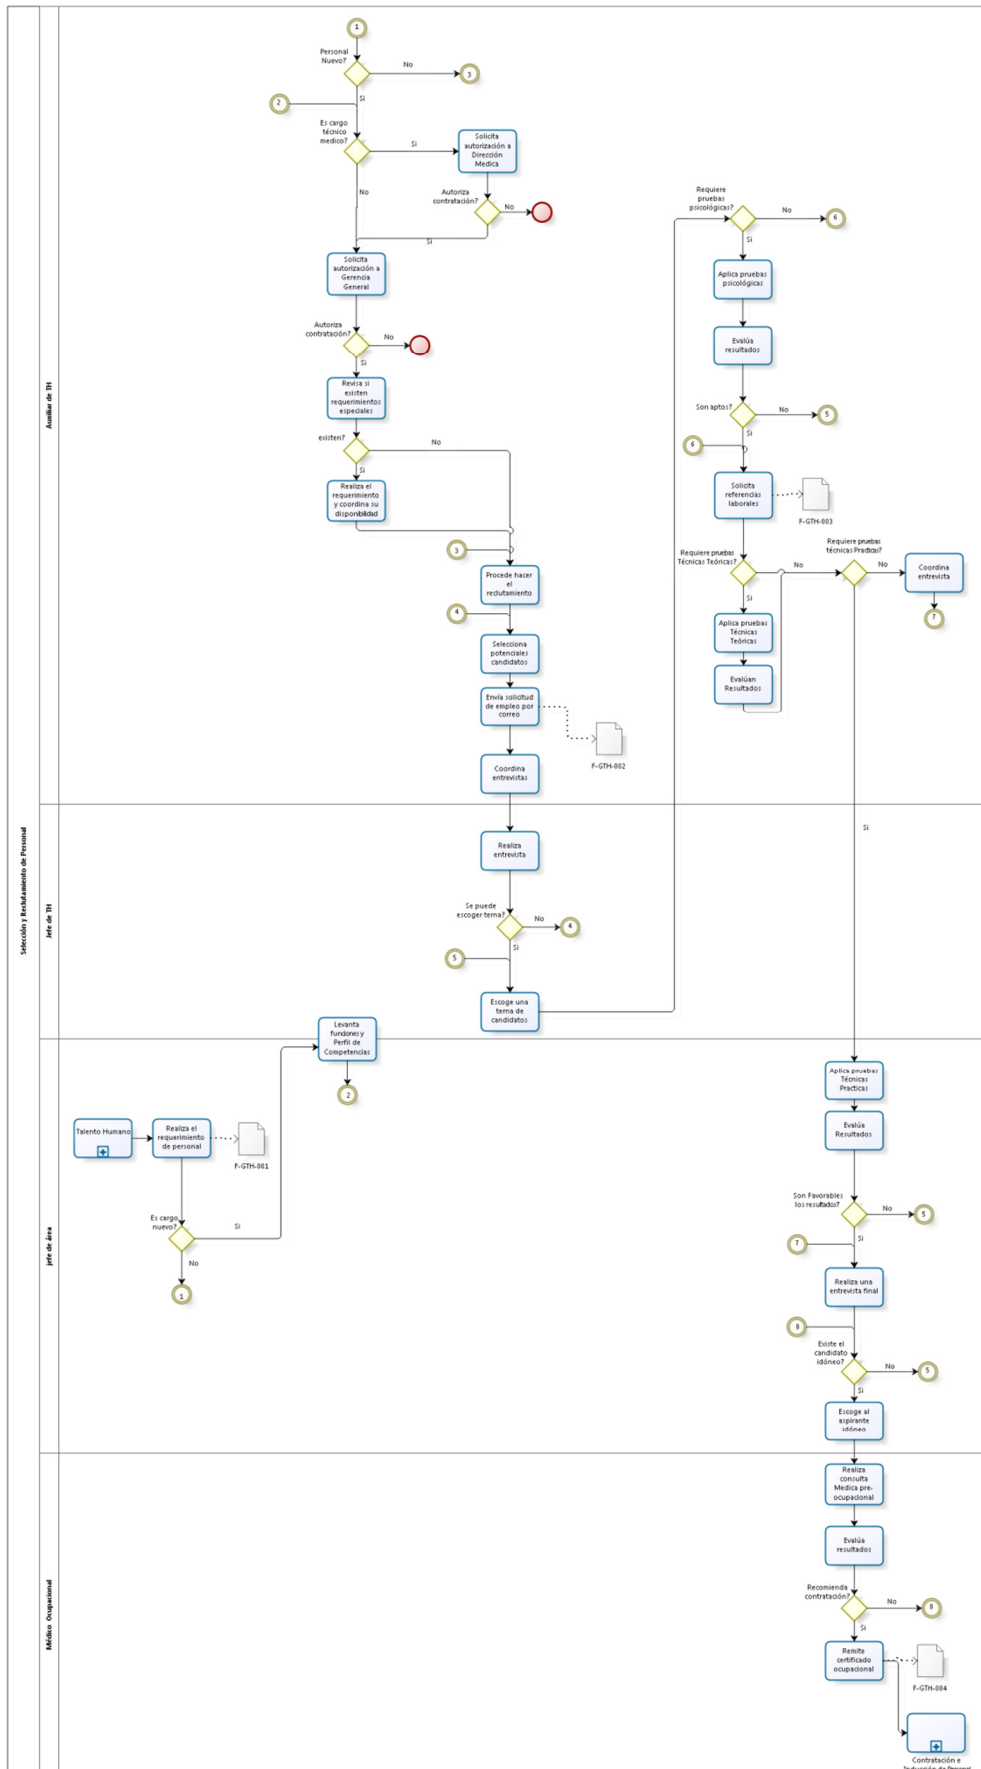 Selección y Reclutamiento de Personal
Auxiliar de TH
1
Personal
Nuevo?
No
3
Si
2
Es cargo
técnico
medico?
Si
Solicita
autorización a
Dirección
Medica
No
Autoriza
contratación?
No
Si
Solicita
autorización a
Gerencia
General
Autoriza
contratación?
No
Si
Revisa si
existen
requerimientos
especiales
existen?
No
Si
Realiza el
requerimiento
y coordina su
disponibilidad
3
Procede hacer
el
reclutamiento
4
Selecciona
potenciales
candidatos
Envía solicitud
de empleo por
correo
F-GTH-002
Coordina
entrevistas
Requiere
pruebas
psicológicas?
No
6
Si
Aplica pruebas
psicológicas
Evalúa
resultados
Son aptos?
No
5
Si
6
Solicita
referencias
laborales
F-GTH-003
Requiere pruebas
Técnicas Teóricas?
No
Si
Requiere pruebas
técnicas Practicas?
No
Coordina
entrevista
7
Aplica pruebas
Técnicas
Teóricas
Evalúan
Resultados
Si
Jefe de TH
Realiza
entrevista
Se puede
escoger terna?
No
4
Si
5
Escoge una
terna de
candidatos
jefe de área
Levanta
funciones y
Perfil de
Competencias
2
Talento Humano
Realiza el
requerimiento
de personal
F-GTH-001
Es cargo
nuevo?
Si
No
1
Aplica pruebas
Técnicas
Practicas
Evalúa
Resultados
Son Favorables
los resultados?
No
5
Si
7
Realiza una
entrevista final
8
Existe el
candidato
idóneo?
No
5
Si
Escoge al
aspirante
idóneo
Médico Ocupacional
Realiza
consulta
Medica pre-
ocupacional
Evalúa
resultados
Recomienda
contratación?
No
8
Si
Remite
certificado
ocupacional
F-GTH-004
Contratación e
Inducción de Personal